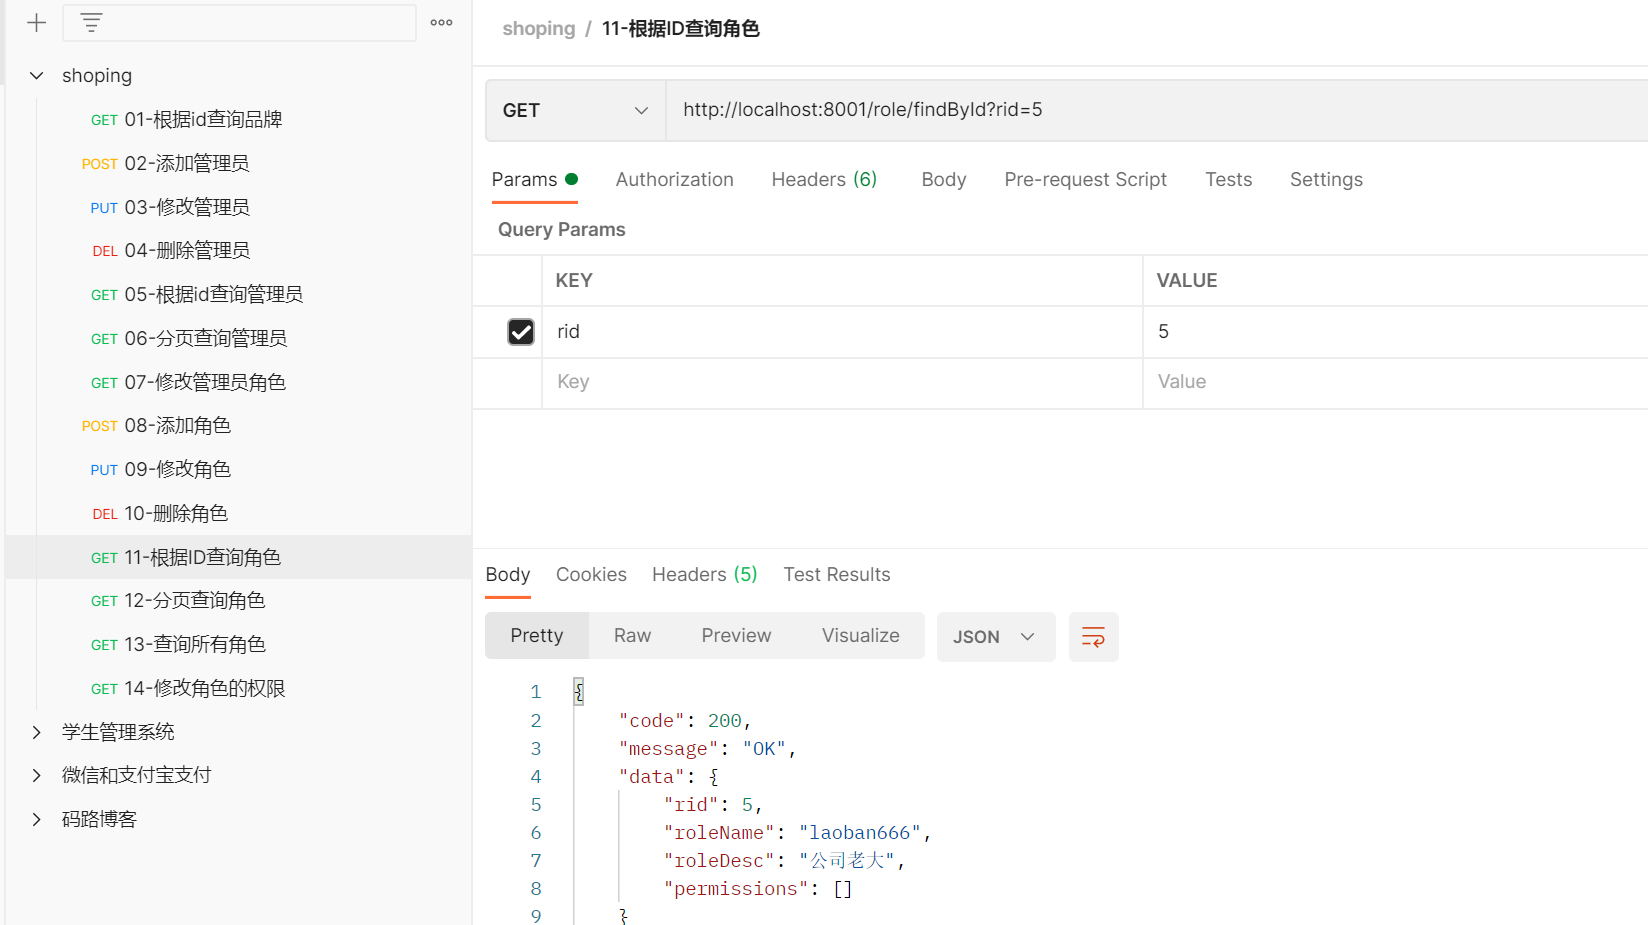 shoping
GET 01-根据id查询品牌
POST 02-添加管理员
PUT 03-修改管理员
DEL 04-删除管理员
GET 05-根据id查询管理员
GET 06-分页查询管理员
GET 07-修改管理员角色
POST 08-添加角色
PUT 09-修改角色
DEL 10-删除角色
GET 11-根据ID查询角色
GET 12-分页查询角色
GET 13-查询所有角色
GET 14-修改角色的权限
学生管理系统
微信和支付宝支付
码路博客
shoping / 11-根据ID查询角色
GET http://localhost:8001/role/findById?rid=5
Params Authorization Headers (6) Body Pre-request Script Tests Settings
Query Params
KEY VALUE
rid 5
Key Value
Body Cookies Headers (5) Test Results
Pretty Raw Preview Visualize JSON
1 {
2 "code": 200,
3 "message": "OK",
4 "data": {
5 "rid": 5,
6 "roleName": "laoban666",
7 "roleDesc": "公司老大",
8 "permissions": []
9 }